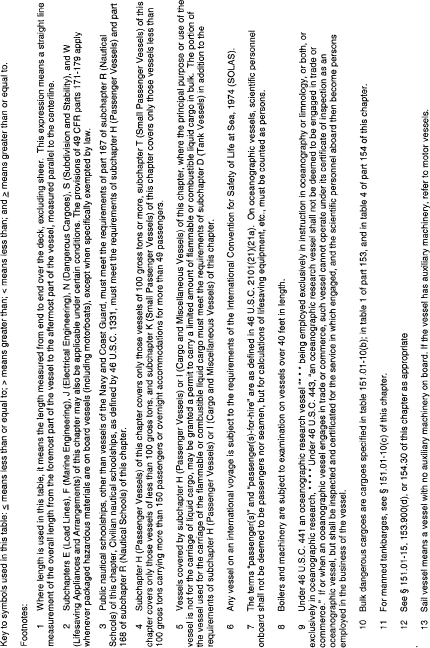 Key to symbols used in this table: ≤ means less than or equal to; > means greater than; < means less than; and ≥ means greater than or equal to.
Footnotes:
1 Where length is used in this table, it means the length measured from end to end over the deck, excluding sheer. This expression means a straight line
measurement of the overall length from the foremost part of the vessel to the aftermost part of the vessel, measured parallel to the centerline.
2 Subchapters E (Load Lines), F (Marine Engineering), J (Electrical Engineering), N (Dangerous Cargoes), S (Subdivision and Stability), and W
(Lifesaving Appliances and Arrangements) of this chapter may also be applicable under certain conditions. The provisions of 49 CFR parts 171-179 apply
whenever packaged hazardous materials are on board vessels (including motorboats), except when specifically exempted by law.
3 Public nautical schoolships, other than vessels of the Navy and Coast Guard, must meet the requirements of part 167 of subchapter R (Nautical
Schools) of this chapter. Civilian nautical schoolships, as defined by 46 U.S.C. 1331, must meet the requirements of subchapter H (Passenger Vessels) and part
168 of subchapter R (Nautical Schools) of this chapter.
4 Subchapter H (Passenger Vessels) of this chapter covers only those vessels of 100 gross tons or more, subchapter T (Small Passenger Vessels) of this
chapter covers only those vessels of less than 100 gross tons, and subchapter K (Small Passenger Vessels) of this chapter covers only those vessels less than
100 gross tons carrying more than 150 passengers or overnight accommodations for more than 49 passengers.
5 Vessels covered by subchapter H (Passenger Vessels) or I (Cargo and Miscellaneous Vessels) of this chapter, where the principal purpose or use of the
vessel is not for the carriage of liquid cargo, may be granted a permit to carry a limited amount of flammable or combustible liquid cargo in bulk. The portion of
the vessel used for the carriage of the flammable or combustible liquid cargo must meet the requirements of subchapter D (Tank Vessels) in addition to the
requirements of subchapter H (Passenger Vessels) or I (Cargo and Miscellaneous Vessels) of this chapter.
6 Any vessel on an international voyage is subject to the requirements of the International Convention for Safety of Life at Sea, 1974 (SOLAS).
7 The terms "passenger(s)" and "passenger(s)-for-hire" are as defined in 46 U.S.C. 2101(21)(21a). On oceanographic vessels, scientific personnel
onboard shall not be deemed to be passengers nor seamen, but for calculations of lifesaving equipment, etc., must be counted as persons.
8 Boilers and machinery are subject to examination on vessels over 40 feet in length.
9 Under 46 U.S.C. 441 an oceanographic research vessel "* * * being employed exclusively in instruction in oceanography or limnology, or both, or
exclusively in oceanographic research, * * *." Under 46 U.S.C. 443, "an oceanographic research vessel shall not be deemed to be engaged in trade or
commerce." If or when an oceanographic vessel engages in trade or commerce, such vessel cannot operate under its certificate of inspection as an
oceanographic vessel, but shall be inspected and certificated for the service in which engaged, and the scientific personnel aboard then become persons
employed in the business of the vessel.
10 Bulk dangerous cargoes are cargoes specified in table 151.01-10(b); in table 1 of part 153, and in table 4 of part 154 of this chapter.
11 For manned tankbarges, see § 151.01-10(e) of this chapter.
12 See § 151.01-15, 153.900(d), or 154.30 of this chapter as appropriate
13 Sail vessel means a vessel with no auxiliary machinery on board. If the vessel has auxiliary machinery, refer to motor vessels.